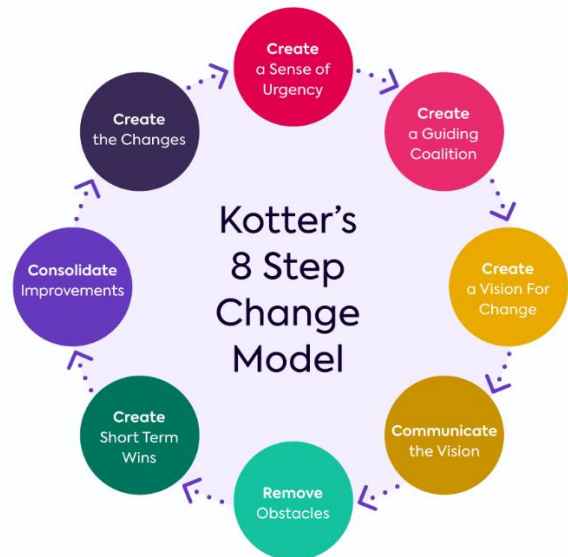 Kotter's
8 Step
Change
Model
Create
a Sense of
Urgency
Create
a Guiding
Coalition
Create
a Vision For
Change
Communicate
the Vision
Remove
Obstacles
Create
Short Term
Wins
Consolidate
Improvements
Create
the Changes